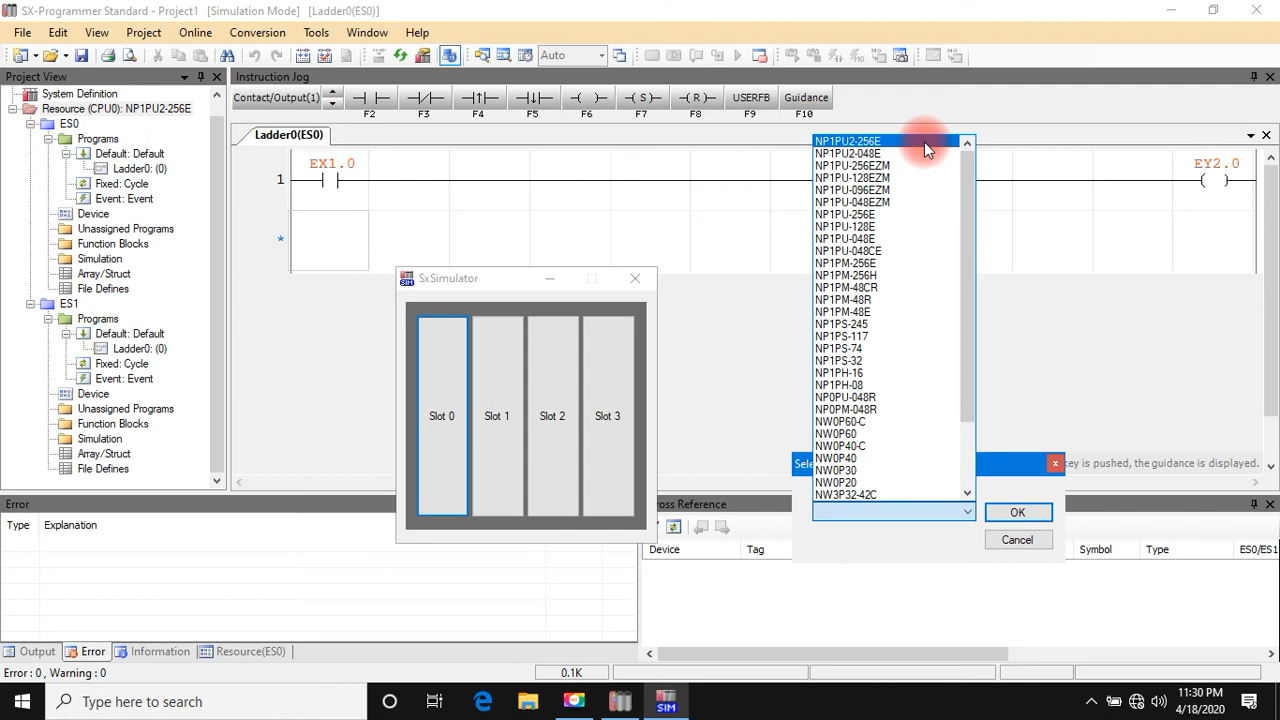 SX-Programmer Standard - Project1 [Simulation Mode] [Ladder0(ES0)]
File Edit View Project Online Conversion Tools Window Help
Auto
Project View
System Definition
Resource (CPU0): NP1PU2-256E
ES0
Programs
Default: Default
Ladder0: (0)
Fixed: Cycle
Event: Event
Device
Unassigned Programs
Function Blocks
Simulation
Array/Struct
File Defines
ES1
Programs
Default: Default
Ladder0: (0)
Fixed: Cycle
Event: Event
Device
Unassigned Programs
Function Blocks
Simulation
Array/Struct
File Defines
Instruction Jog
Contact/Output(1) USERFB Guidance
( ) ( S ) ( R )
F2 F3 F4 F5 F6 F7 F8 F9 F10
Ladder0(ES0)
EX1.0 EY2.0
1
*
SxSimulator
Slot 0 Slot 1 Slot 2 Slot 3
NP1PU2-256E
NP1PU2-048E
NP1PU-256EZM
NP1PU-128EZM
NP1PU-096EZM
NP1PU-048EZM
NP1PU-256E
NP1PU-128E
NP1PU-048E
NP1PU-048CE
NP1PM-256E
NP1PM-256H
NP1PM-48CR
NP1PM-48R
NP1PM-48E
NP1PS-245
NP1PS-117
NP1PS-74
NP1PS-32
NP1PH-16
NP1PH-08
NP0PU-048R
NP0PM-048R
NW0P60-C
NW0P60
NW0P40-C
NW0P40
NW0P30
NW0P20
NW3P32-42C
Sele
OK
Cancel
key is pushed, the guidance is displayed.
Error
Type Explanation
ross Reference
Device Tag Symbol Type ES0/ES1
Output Error Information Resource(ES0)
Error : 0 , Warning : 0
0.1K
Type here to search
SIM
11:30 PM
4/18/2020